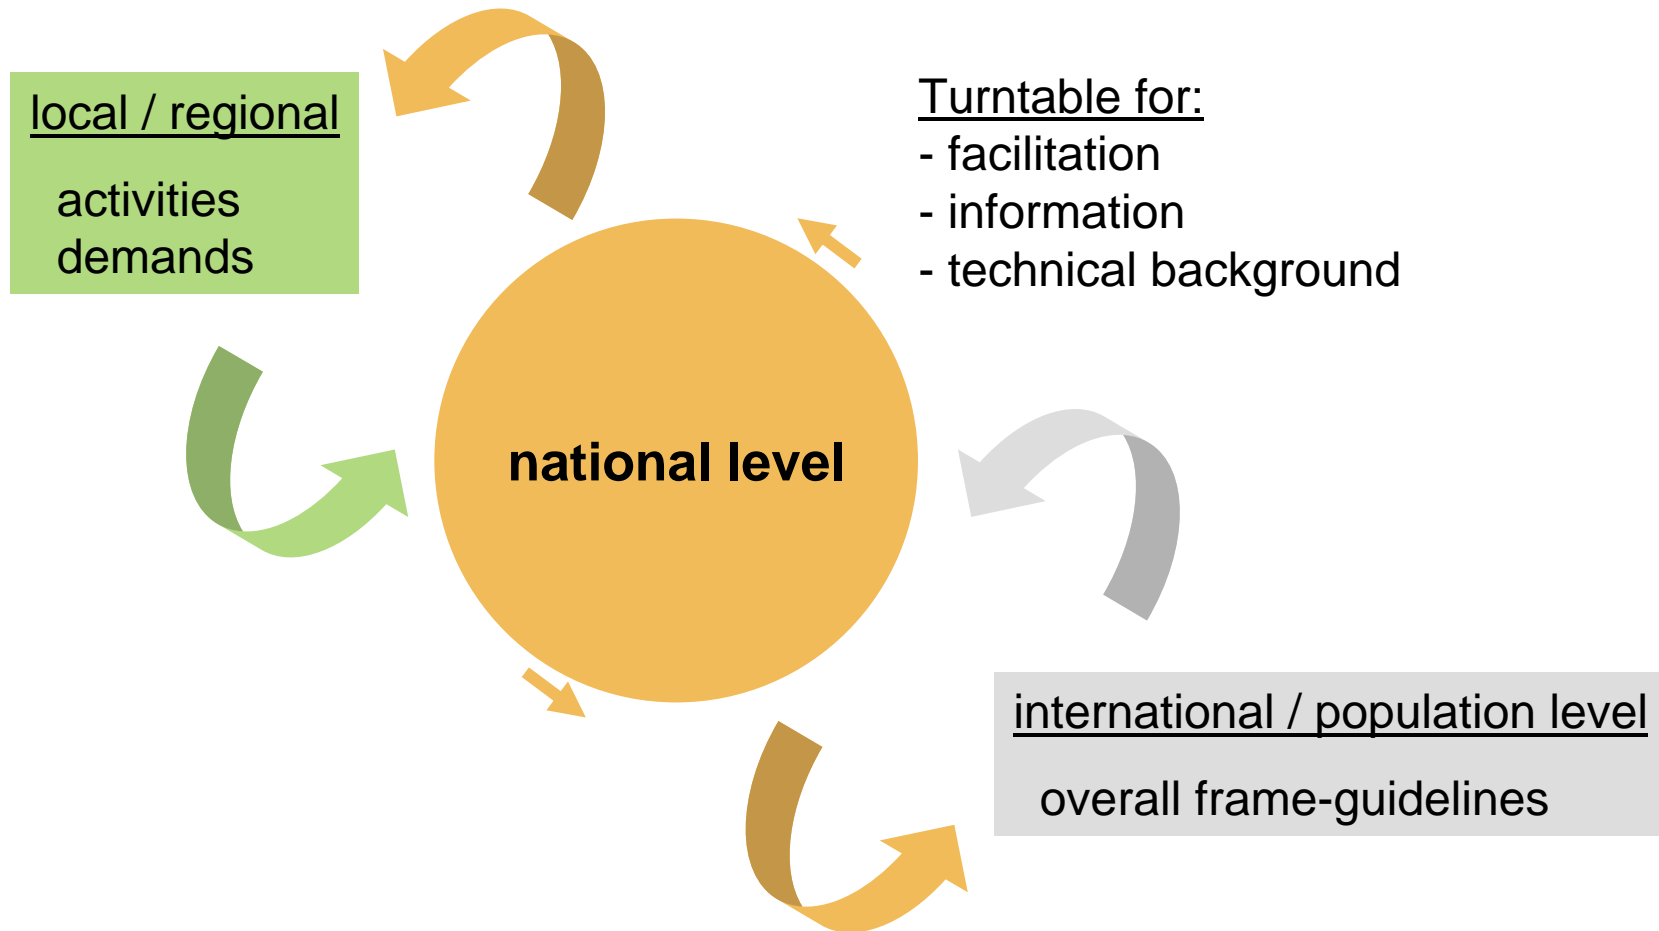 local / regional
activities
demands
Turntable for:
- facilitation
- information
- technical background
national level
international / population level
overall frame-guidelines